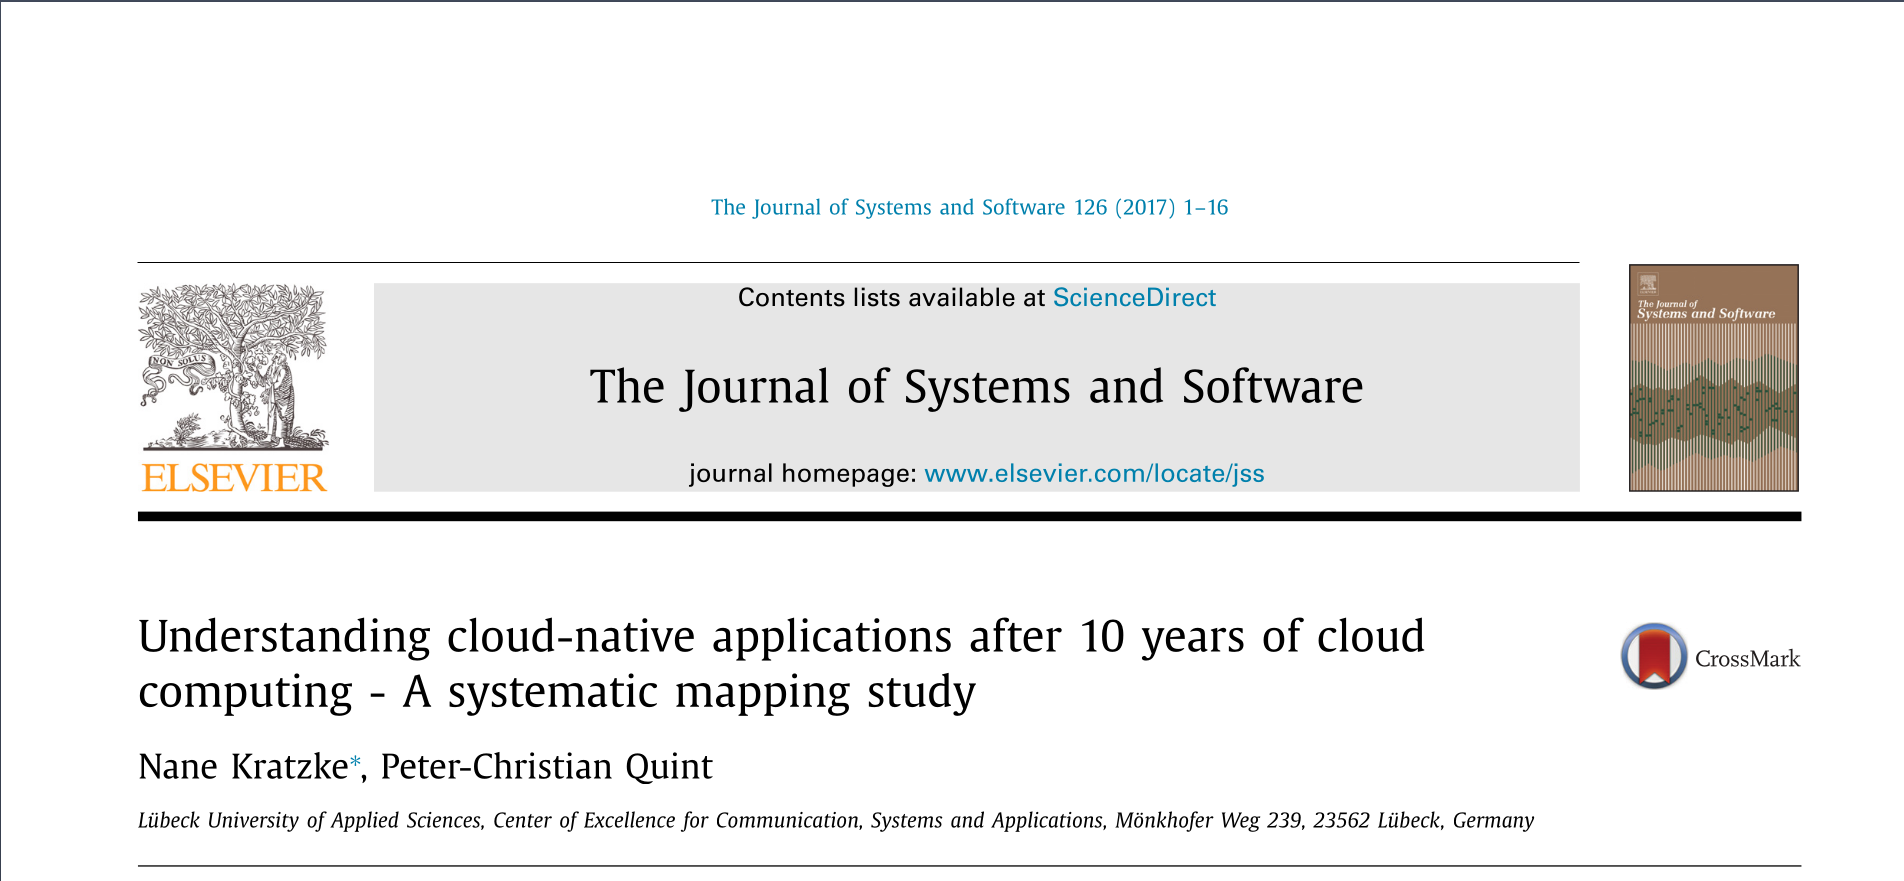 The Journal of Systems and Software 126 (2017) 1–16
Contents lists available at ScienceDirect
The Journal of Systems and Software
journal homepage: www.elsevier.com/locate/jss
NON SOLUS
ELSEVIER
The Journal of
Systems and Software
Understanding cloud-native applications after 10 years of cloud
computing - A systematic mapping study
CrossMark
Nane Kratzke*, Peter-Christian Quint
Lübeck University of Applied Sciences, Center of Excellence for Communication, Systems and Applications, Mönkhofer Weg 239, 23562 Lübeck, Germany